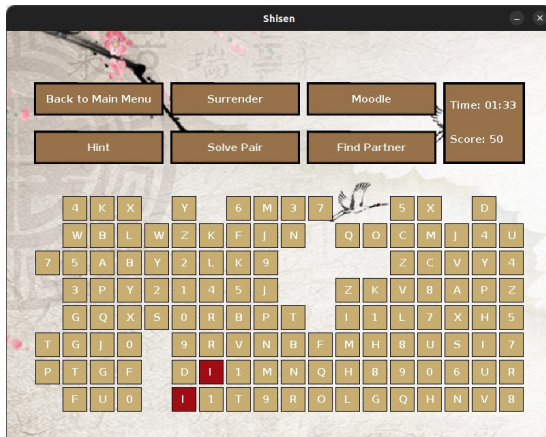 Shisen
Back to Main Menu Surrender Moodle Time: 01:33
Hint Solve Pair Find Partner Score: 50
4 K X Y 6 M 3 7 5 X D
W B L W Z K F J N Q O C M J 4 U
7 5 A B Y 2 L K 9 Z C V Y 4
3 P Y 2 1 4 5 J Z K V 8 A P Z
G Q X S 0 R B P T I 1 L 7 X H 5
T G J 0 9 R V N B F M H 8 U S I 7
P T G F D I 1 M N Q H 8 9 0 6 U R
F U 0 I 1 T 9 R O L G Q H N V 8